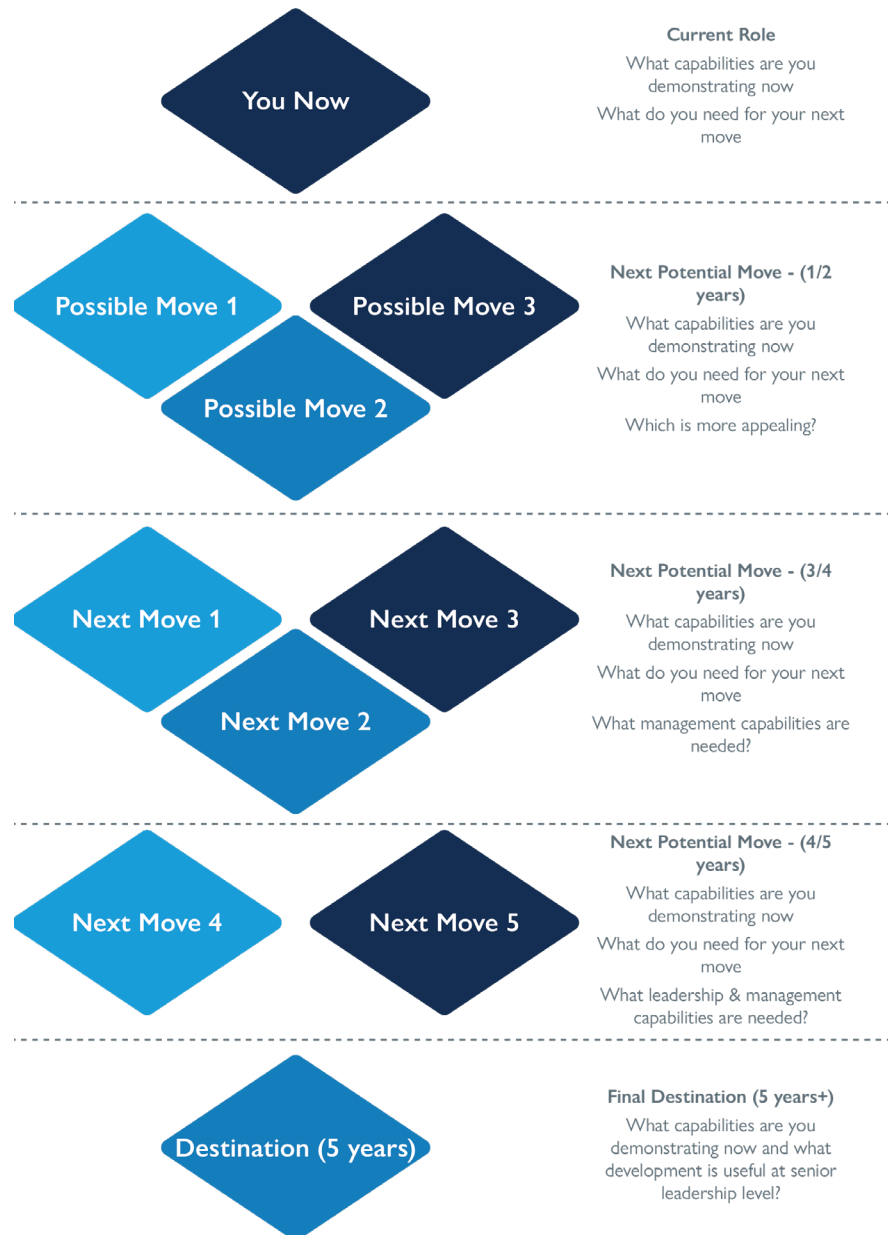 You Now
Current Role
What capabilities are you
demonstrating now
What do you need for your next
move
Possible Move 1
Possible Move 3
Possible Move 2
Next Potential Move - (1/2
years)
What capabilities are you
demonstrating now
What do you need for your next
move
Which is more appealing?
Next Move 1
Next Move 3
Next Move 2
Next Potential Move - (3/4
years)
What capabilities are you
demonstrating now
What do you need for your next
move
What management capabilities are
needed?
Next Move 4
Next Move 5
Next Potential Move - (4/5
years)
What capabilities are you
demonstrating now
What do you need for your next
move
What leadership & management
capabilities are needed?
Destination (5 years)
Final Destination (5 years+)
What capabilities are you
demonstrating now and what
development is useful at senior
leadership level?